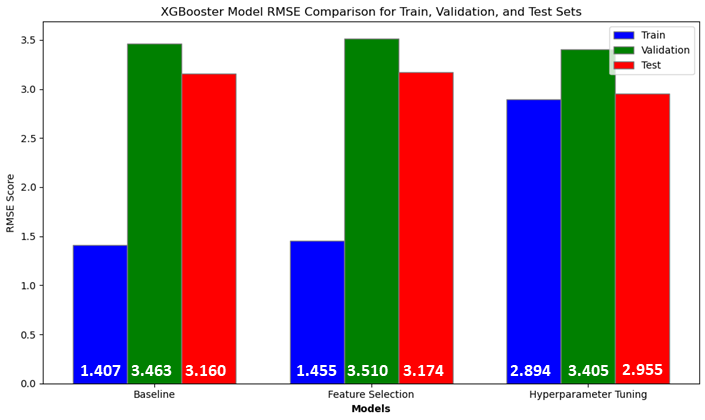 XGBooster Model RMSE Comparison for Train, Validation, and Test Sets
Train
Validation
Test
RMSE Score
3.5
3.0
2.5
2.0
1.5
1.0
0.5
0.0
1.407 3.463 3.160
1.455 3.510 3.174
2.894 3.405 2.955
Baseline
Feature Selection
Hyperparameter Tuning
Models